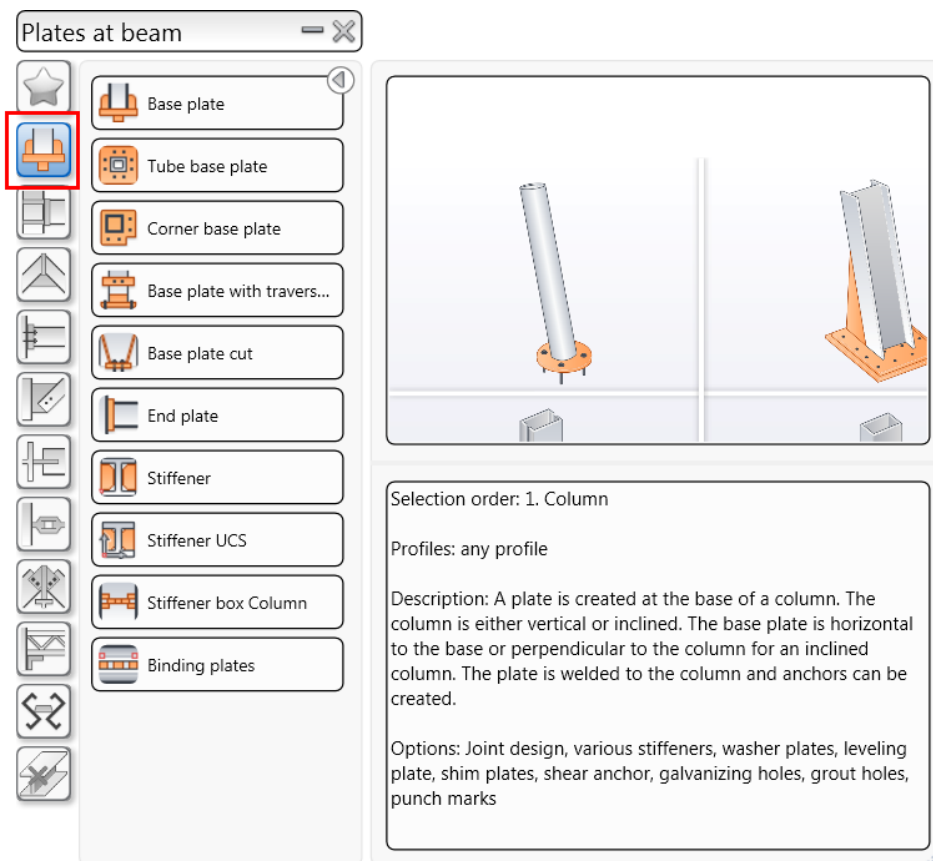 Plates at beam
Base plate
Tube base plate
Corner base plate
Base plate with travers...
Base plate cut
End plate
Stiffener
Stiffener UCS
Stiffener box Column
Binding plates
Selection order: 1. Column
Profiles: any profile
Description: A plate is created at the base of a column. The
column is either vertical or inclined. The base plate is horizontal
to the base or perpendicular to the column for an inclined
column. The plate is welded to the column and anchors can be
created.
Options: Joint design, various stiffeners, washer plates, leveling
plate, shim plates, shear anchor, galvanizing holes, grout holes,
punch marks